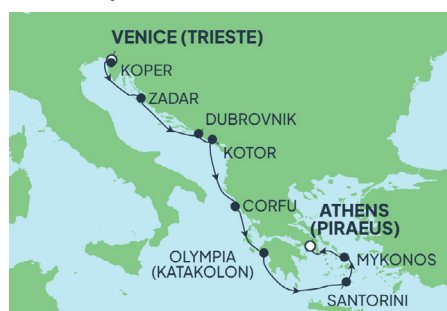 VENICE (TRIESTE)
KOPER
ZADAR
DUBROVNIK
KOTOR
CORFU
ATHENS
(PIRAEUS)
OLYMPIA
(KATAKOLON)
MYKONOS
SANTORINI